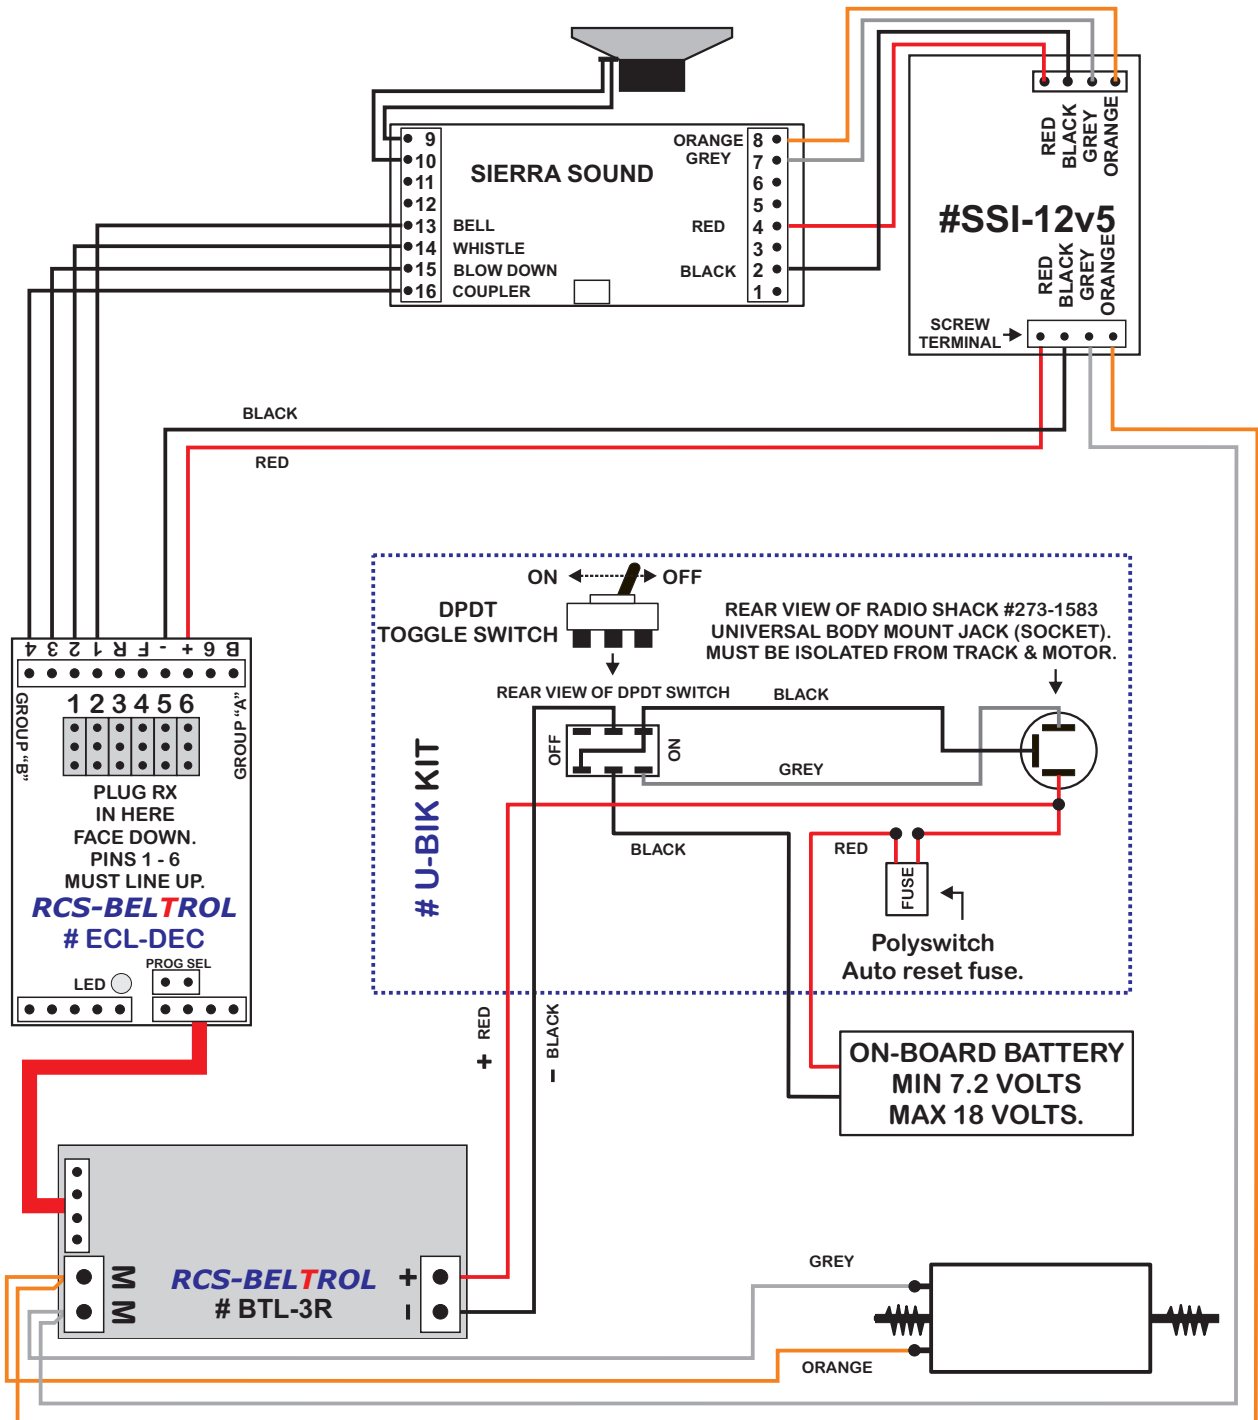 9
10
11
12
13 BELL
14 WHISTLE
15 BLOW DOWN
16 COUPLER
SIERRA SOUND
ORANGE 8
GREY 7
6
5
RED 4
3
BLACK 2
1
RED
BLACK
GREY
ORANGE
#SSI-12v5
RED
BLACK
GREY
ORANGE
SCREW
TERMINAL
BLACK
RED
4 3 2 1 R F - + 6 B
GROUP "B"
GROUP "A"
1 2 3 4 5 6
PLUG RX
IN HERE
FACE DOWN.
PINS 1 - 6
MUST LINE UP.
RCS-BELTROL
# ECL-DEC
PROG SEL
LED
ON OFF
DPDT
TOGGLE SWITCH
REAR VIEW OF RADIO SHACK #273-1583
UNIVERSAL BODY MOUNT JACK (SOCKET).
MUST BE ISOLATED FROM TRACK & MOTOR.
REAR VIEW OF DPDT SWITCH
BLACK
OFF
ON
GREY
# U-BIK KIT
BLACK
RED
FUSE
Polyswitch
Auto reset fuse.
+ RED
- BLACK
ON-BOARD BATTERY
MIN 7.2 VOLTS
MAX 18 VOLTS.
M
M
RCS-BELTROL
# BTL-3R
+
-
GREY
ORANGE